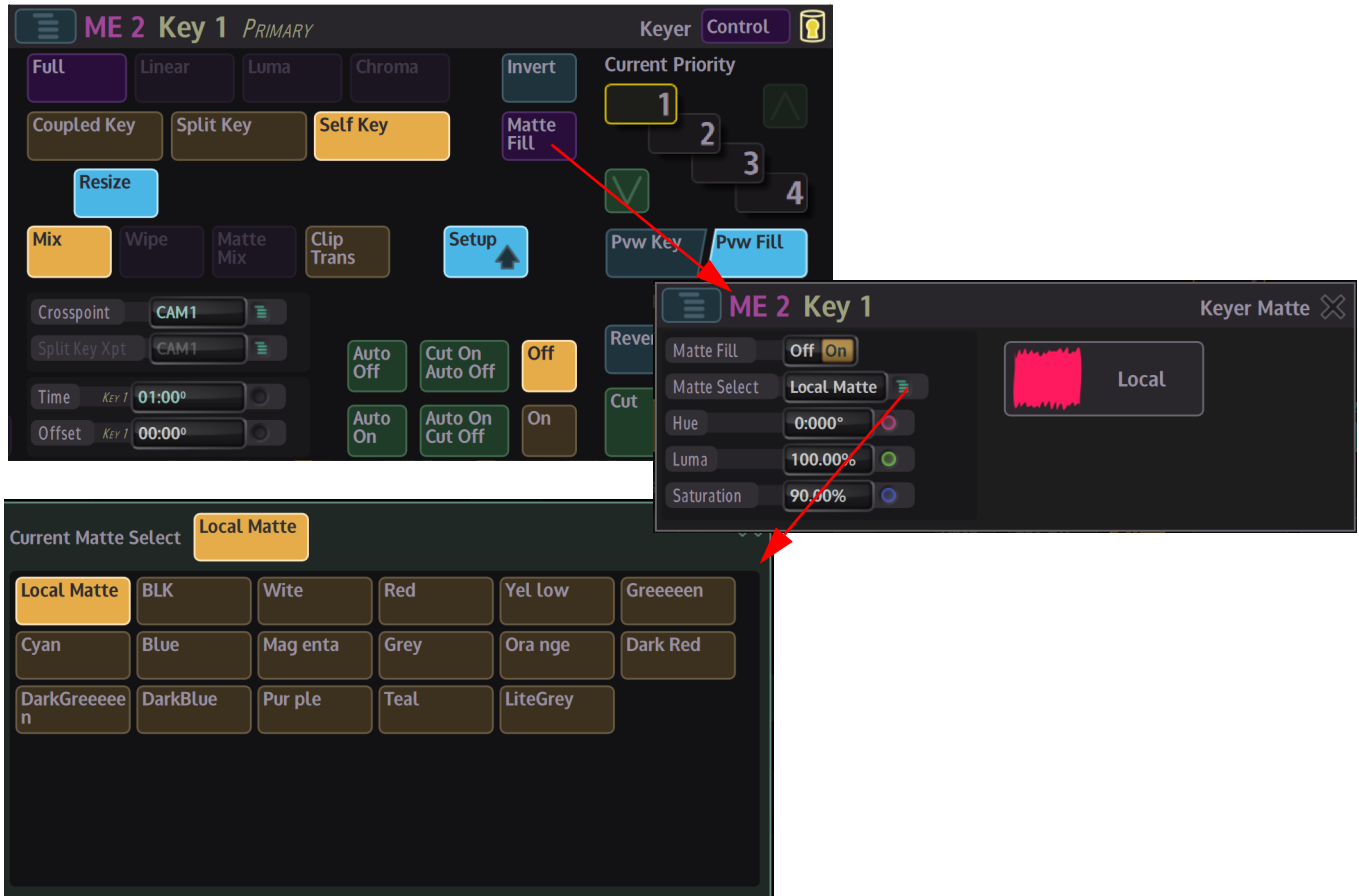 ME 2 Key 1 PRIMARY Keyer Control
Full Linear Luma Chroma Invert Current Priority
1
Coupled Key Split Key Self Key Matte Fill
2
3
4
Resize
Mix Wipe Matte Mix Clip Trans Setup Pvw Key Pvw Fill
Crosspoint CAM1
Split Key Xpt CAM1
Auto Off Cut On Auto Off Off
Time KEY 1 01:00⁰
Offset KEY 1 00:00⁰
Auto On Auto On Cut Off On
Rever
Cut
ME 2 Key 1 Keyer Matte
Matte Fill Off On
Matte Select Local Matte
Hue 0:000°
Luma 100.00%
Saturation 90.00%
Local
Current Matte Select Local Matte
Local Matte BLK Wite Red Yel low Greeeeen
Cyan Blue Mag enta Grey Ora nge Dark Red
DarkGreeeee
n DarkBlue Pur ple Teal LiteGrey